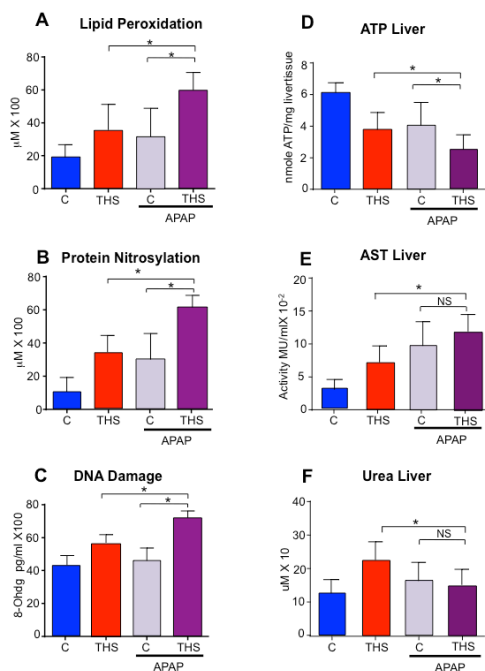 A
Lipid Peroxidation
µM X 100
80
60
40
20
0
*
*
C
THS
C
THS
APAP
B
Protein Nitrosylation
µM X 100
80
60
40
20
0
*
*
C
THS
C
THS
APAP
C
DNA Damage
8-Ohdg pg/ml X100
80
60
40
20
0
*
*
C
THS
C
THS
APAP
D
ATP Liver
nmole ATP/mg livertissue
8
6
4
2
0
*
*
C
THS
C
THS
APAP
E
AST Liver
Activity MU/mlX 10-2
20
15
10
5
0
*
NS
C
THS
C
THS
APAP
F
Urea Liver
uM X 10
40
30
20
10
0
*
NS
C
THS
C
THS
APAP